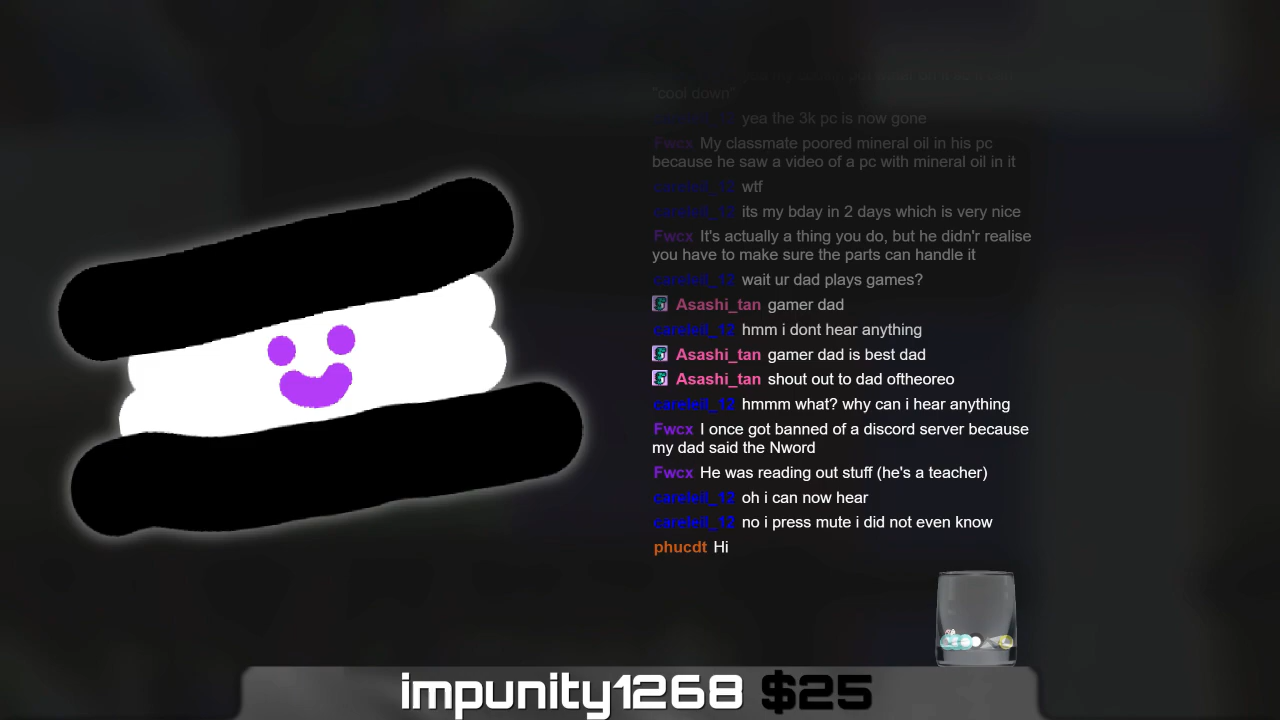 "cool down"
yea the 3k pc is now gone
Fwcx My classmate poored mineral oil in his pc
because he saw a video of a pc with mineral oil in it
careleil_12 wtf
careleil_12 its my bday in 2 days which is very nice
Fwcx It's actually a thing you do, but he didn'r realise
you have to make sure the parts can handle it
careleil_12 wait ur dad plays games?
Asashi_tan gamer dad
careleil_12 hmm i dont hear anything
Asashi_tan gamer dad is best dad
Asashi_tan shout out to dad oftheoreo
careleil_12 hmmm what? why can i hear anything
Fwcx I once got banned of a discord server because
my dad said the Nword
Fwcx He was reading out stuff (he's a teacher)
careleil_12 oh i can now hear
careleil_12 no i press mute i did not even know
phucdt Hi
impunity1268 $25